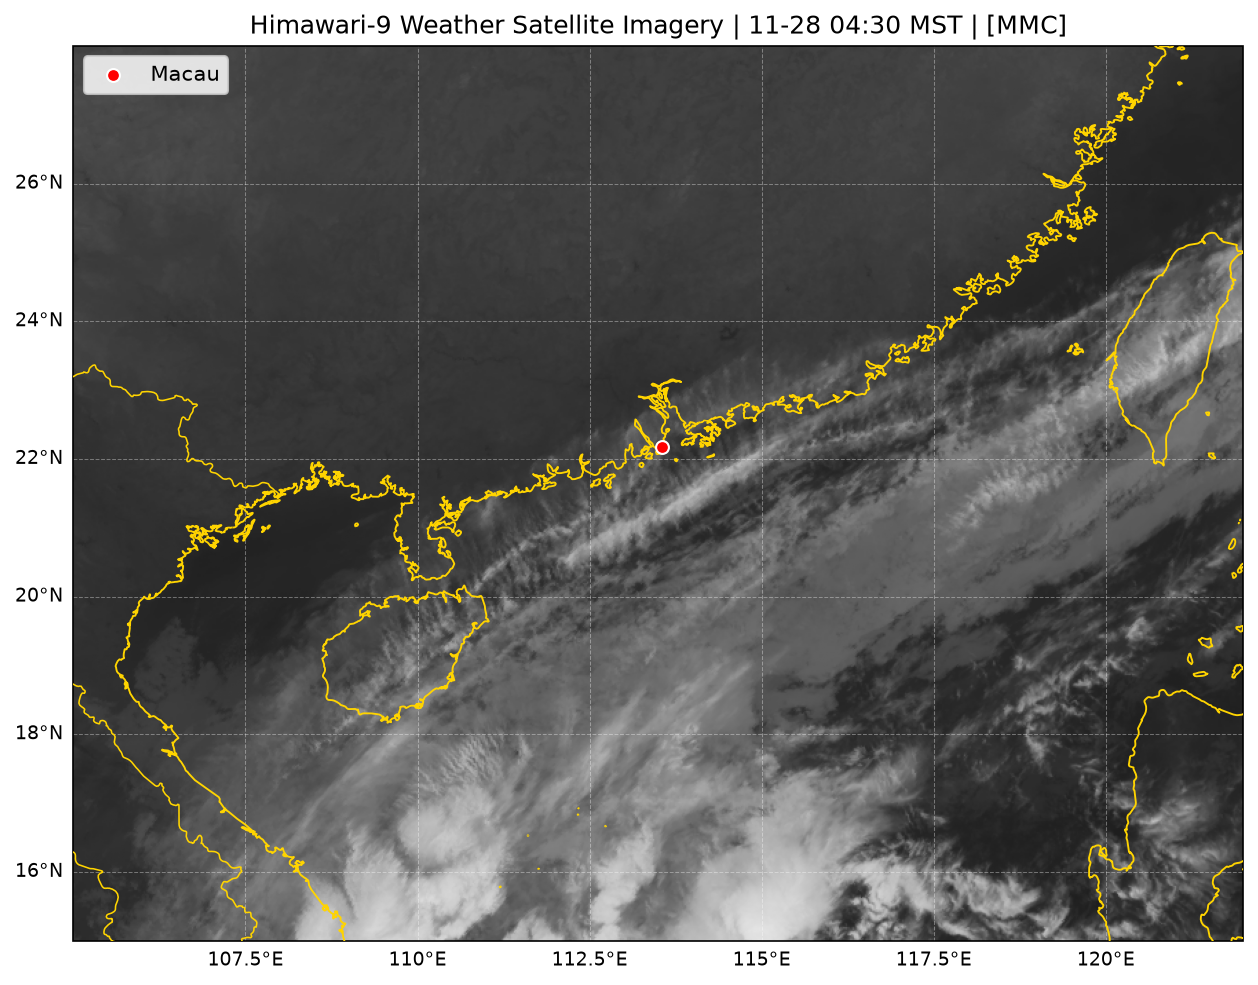 Himawari-9 Weather Satellite Imagery | 11-28 04:30 MST | [MMC]
Macau
26°N
24°N
22°N
20°N
18°N
16°N
107.5°E 110°E 112.5°E 115°E 117.5°E 120°E